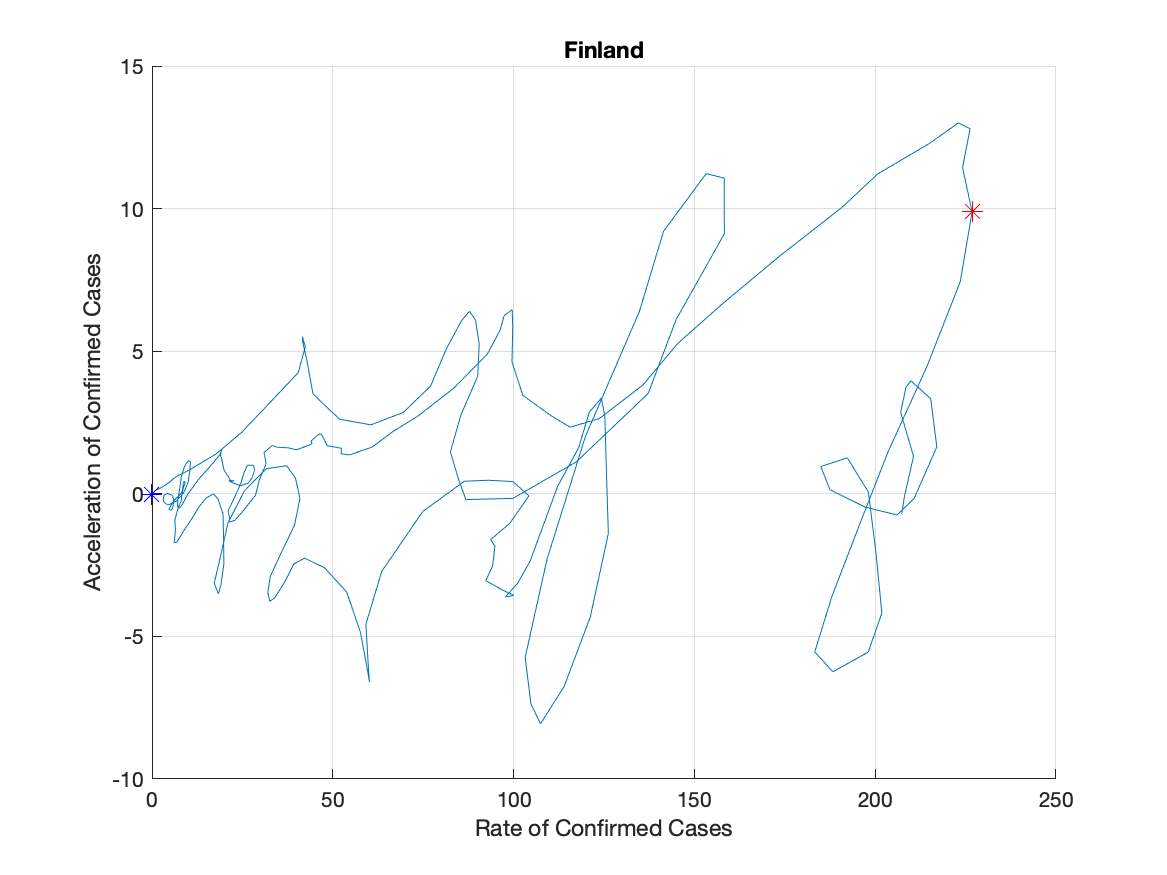 Finland
15
10
5
0
-5
-10
0 50 100 150 200 250
Acceleration of Confirmed Cases
Rate of Confirmed Cases